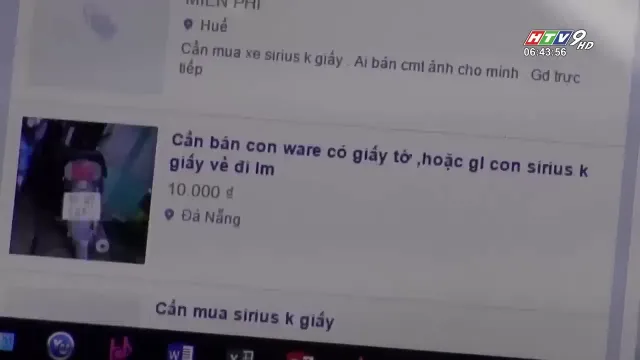 MIỄN PHÍ
Huế
Cần mua xe sirius k giấy . Ai bán cmt ảnh cho mình Gd trực
tiếp
Cần bán con ware có giấy tờ ,hoặc gl con sirius k
giấy về đi lm
10.000 đ
Đà Nẵng
Cần mua sirius k giấy
HTV9 HD
06:43:56